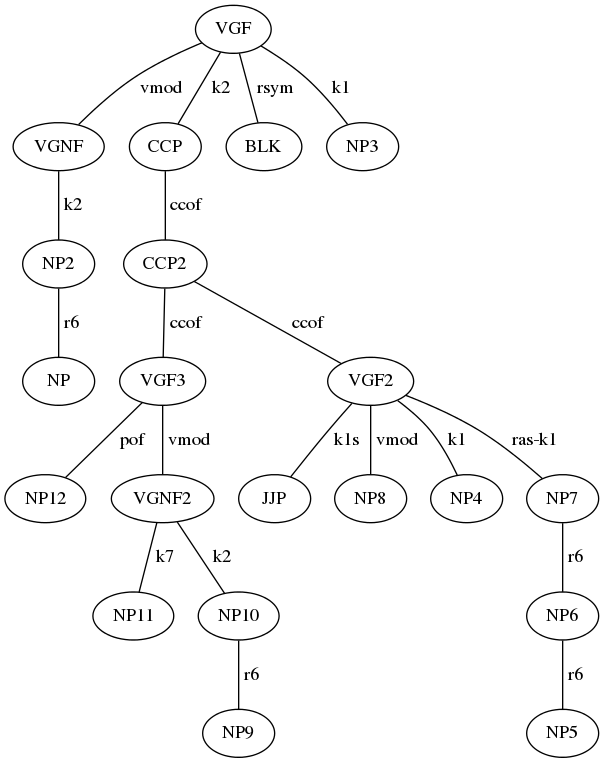 VGF
vmod k2 rsym k1
VGNF CCP BLK NP3
k2 ccof
NP2 CCP2
r6 ccof ccof
NP VGF3 VGF2
pof vmod k1s vmod k1 ras-k1
NP12 VGNF2 JJP NP8 NP4 NP7
k7 k2 r6
NP11 NP10 NP6
r6 r6
NP9 NP5